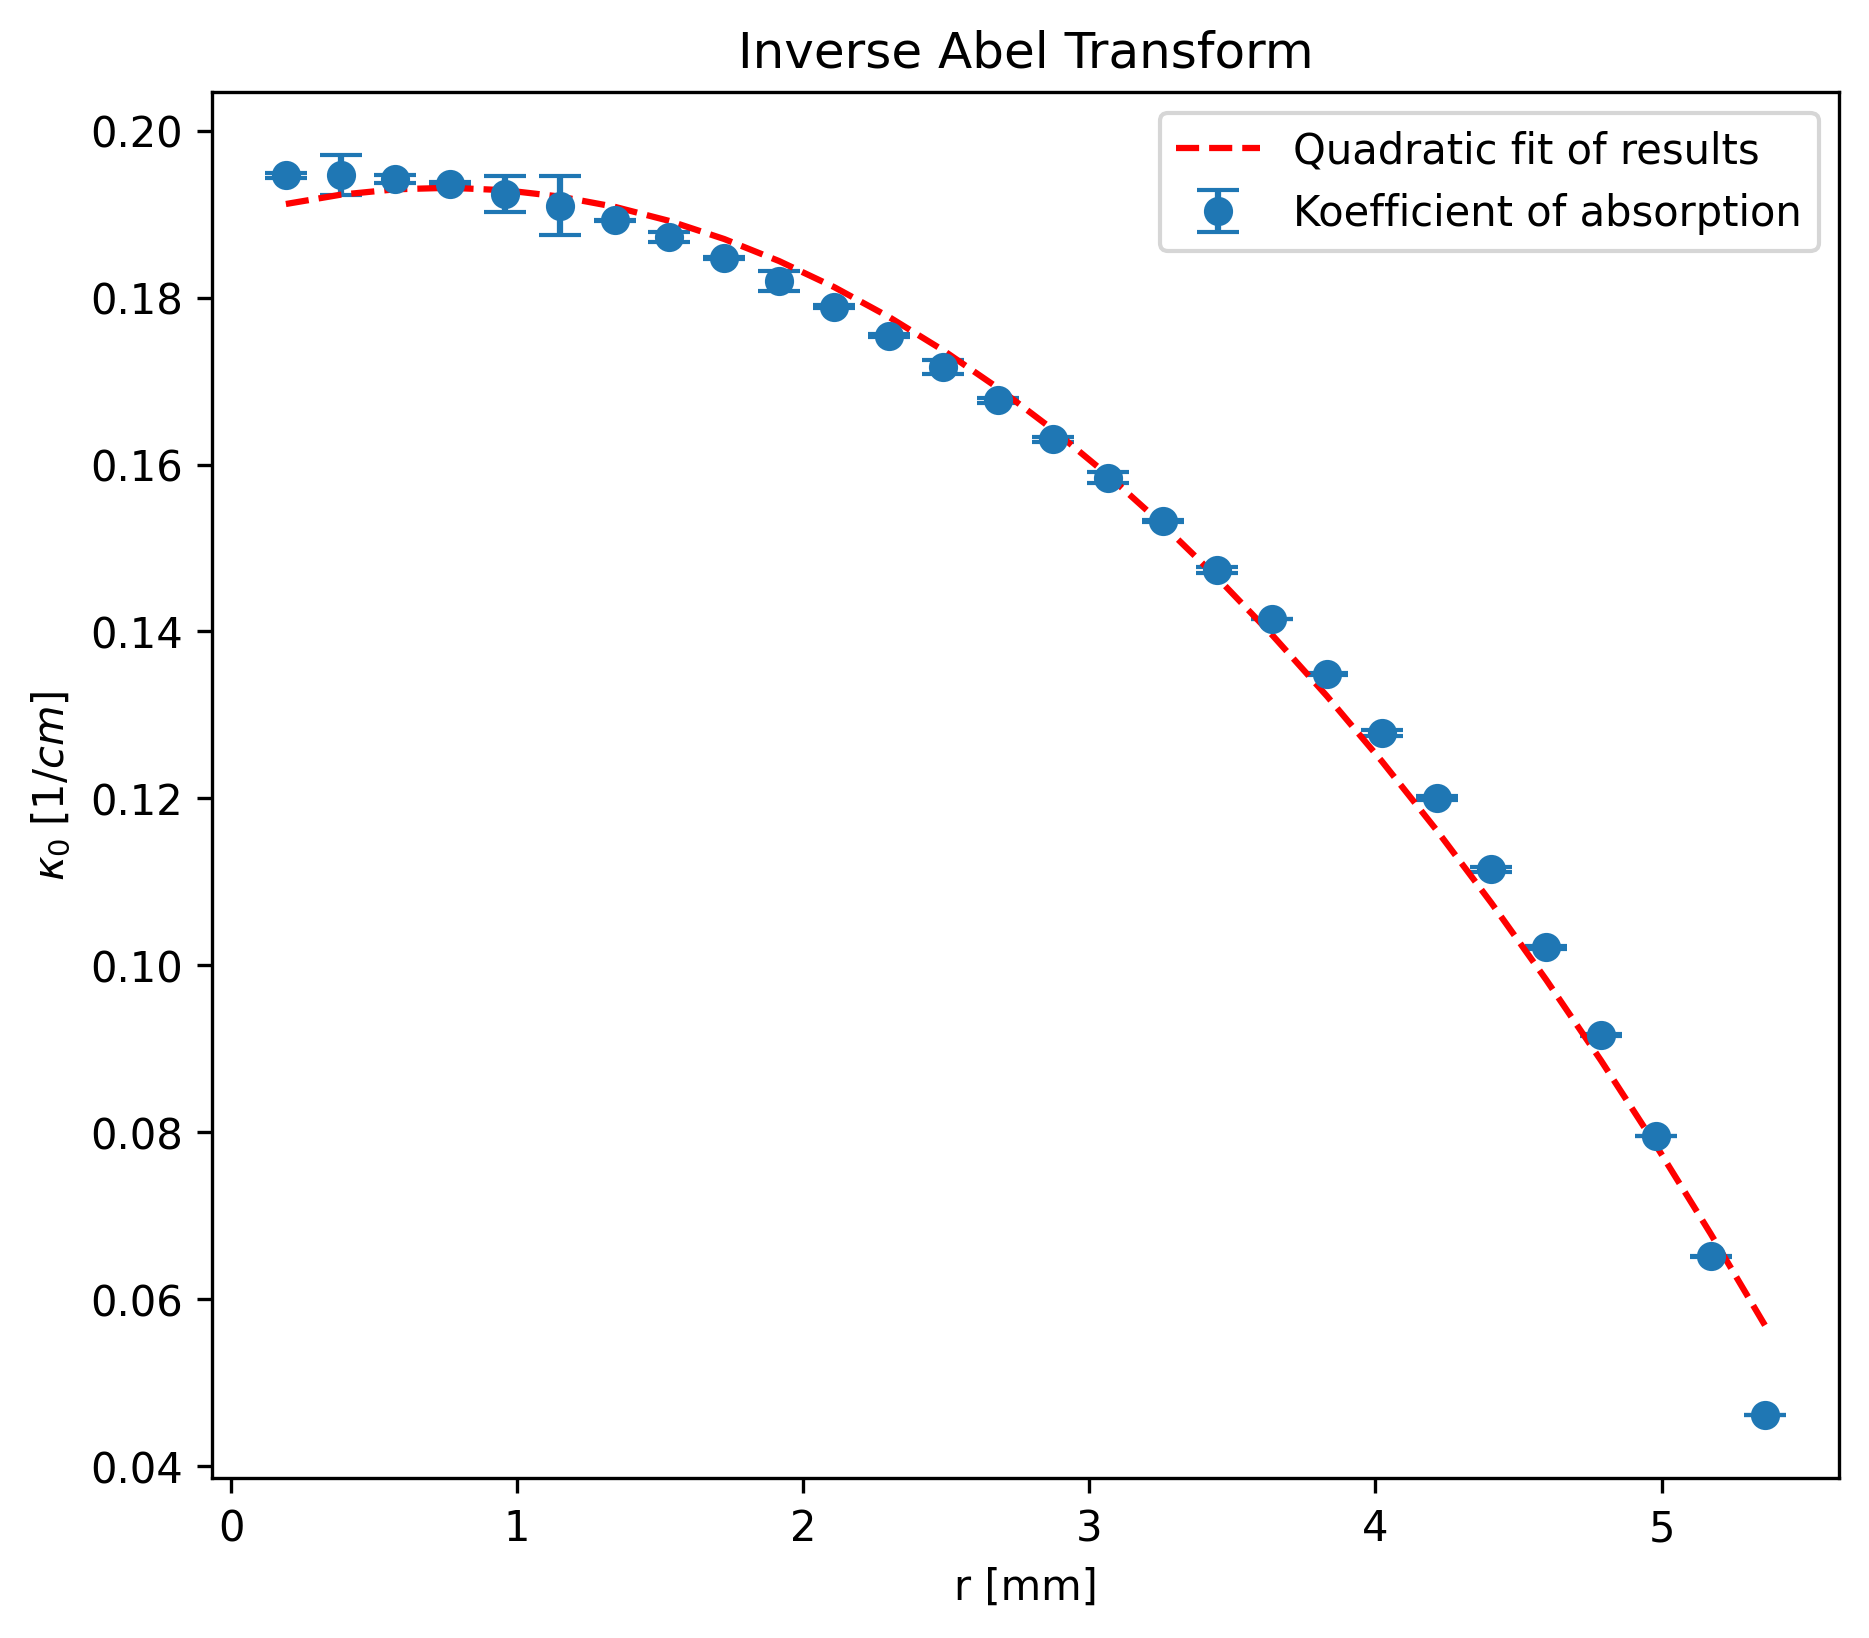 Inverse Abel Transform
Quadratic fit of results
Koefficient of absorption
0.20
0.18
0.16
0.14
0.12
0.10
0.08
0.06
0.04
κ₀ [1/cm]
0 1 2 3 4 5
r [mm]